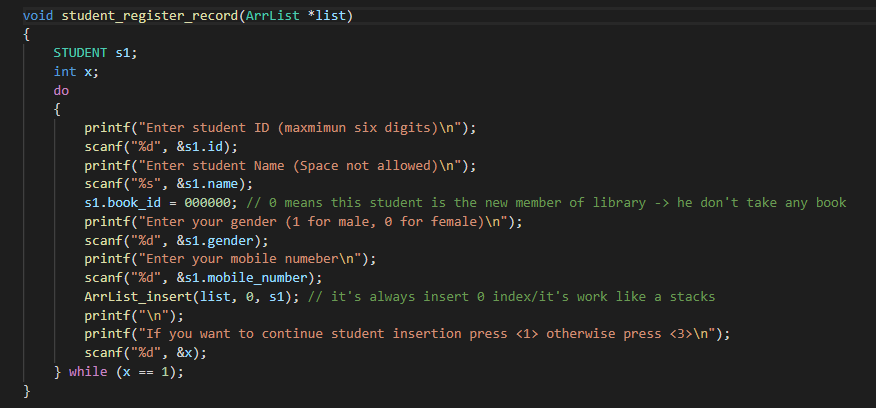 void student_register_record(ArrList *list)
{
    STUDENT s1;
    int x;
    do
    {
        printf("Enter student ID (maxmimun six digits)\n");
        scanf("%d", &s1.id);
        printf("Enter student Name (Space not allowed)\n");
        scanf("%s", &s1.name);
        s1.book_id = 000000; // 0 means this student is the new member of library -> he don't take any book
        printf("Enter your gender (1 for male, 0 for female)\n");
        scanf("%d", &s1.gender);
        printf("Enter your mobile numeber\n");
        scanf("%d", &s1.mobile_number);
        ArrList_insert(list, 0, s1); // it's always insert 0 index/it's work like a stacks
        printf("\n");
        printf("If you want to continue student insertion press <1> otherwise press <3>\n");
        scanf("%d", &x);
    } while (x == 1);
}